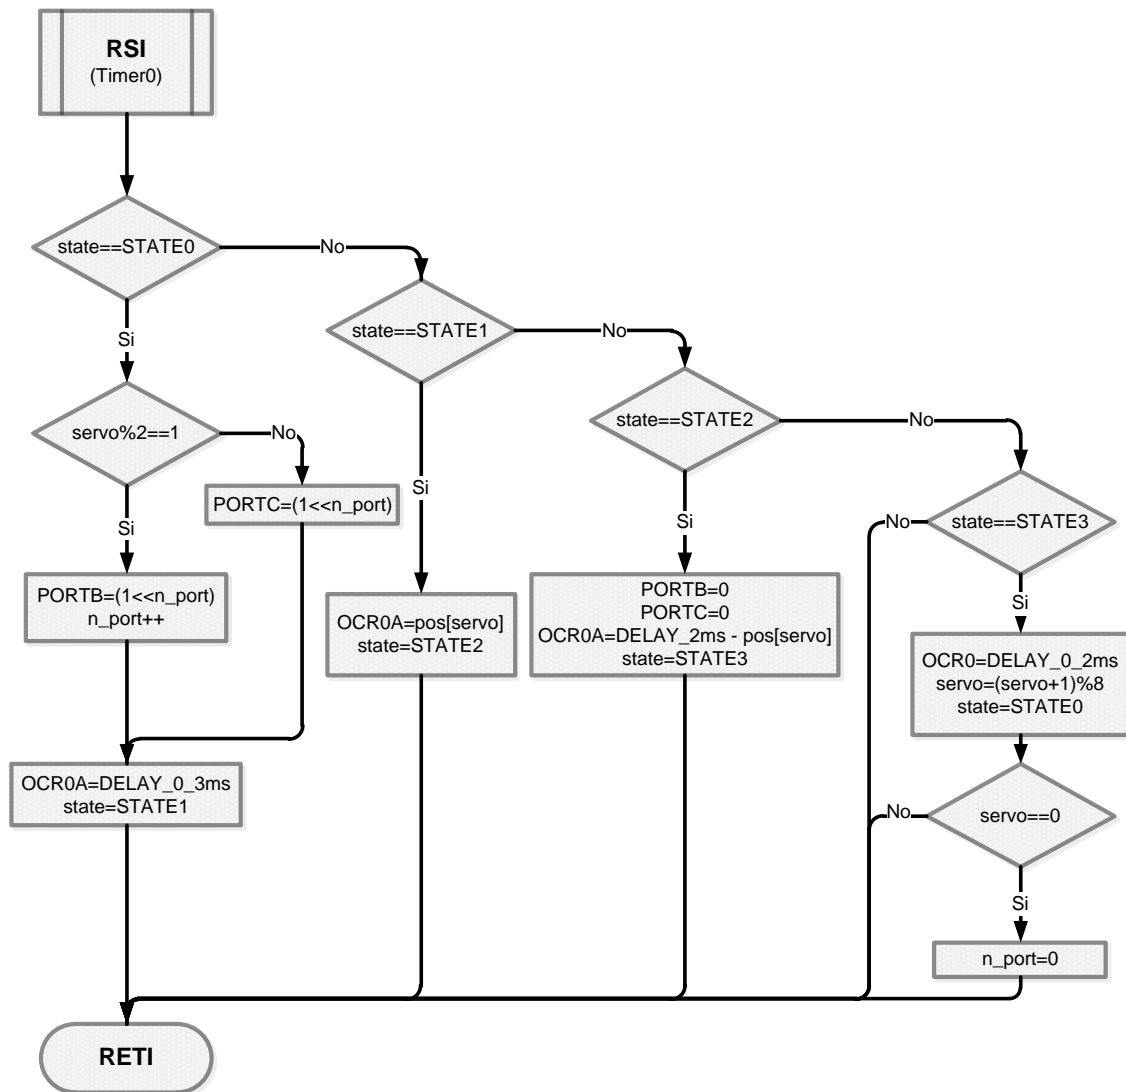 RSI
(Timer0)
state==STATE0
No
Si
state==STATE1
No
Si
state==STATE2
No
Si
state==STATE3
No
Si
servo%2==1
No
Si
PORTC=(1<<n_port)
PORTB=(1<<n_port)
n_port++
OCR0A=DELAY_0_3ms
state=STATE1
OCR0A=pos[servo]
state=STATE2
PORTB=0
PORTC=0
OCR0A=DELAY_2ms - pos[servo]
state=STATE3
OCR0=DELAY_0_2ms
servo=(servo+1)%8
state=STATE0
servo==0
No
Si
n_port=0
RETI